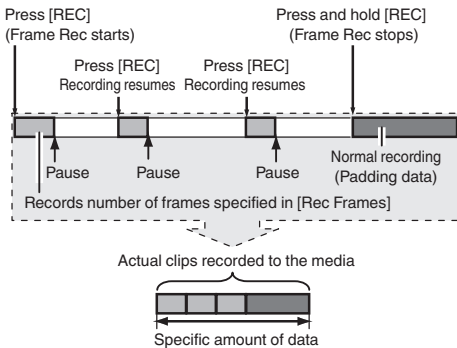 Press [REC]
(Frame Rec starts)
Press and hold [REC]
(Frame Rec stops)
Press [REC]
Recording resumes
Press [REC]
Recording resumes
Pause
Pause
Pause
Normal recording
(Padding data)
Records number of frames specified in [Rec Frames]
Actual clips recorded to the media
Specific amount of data